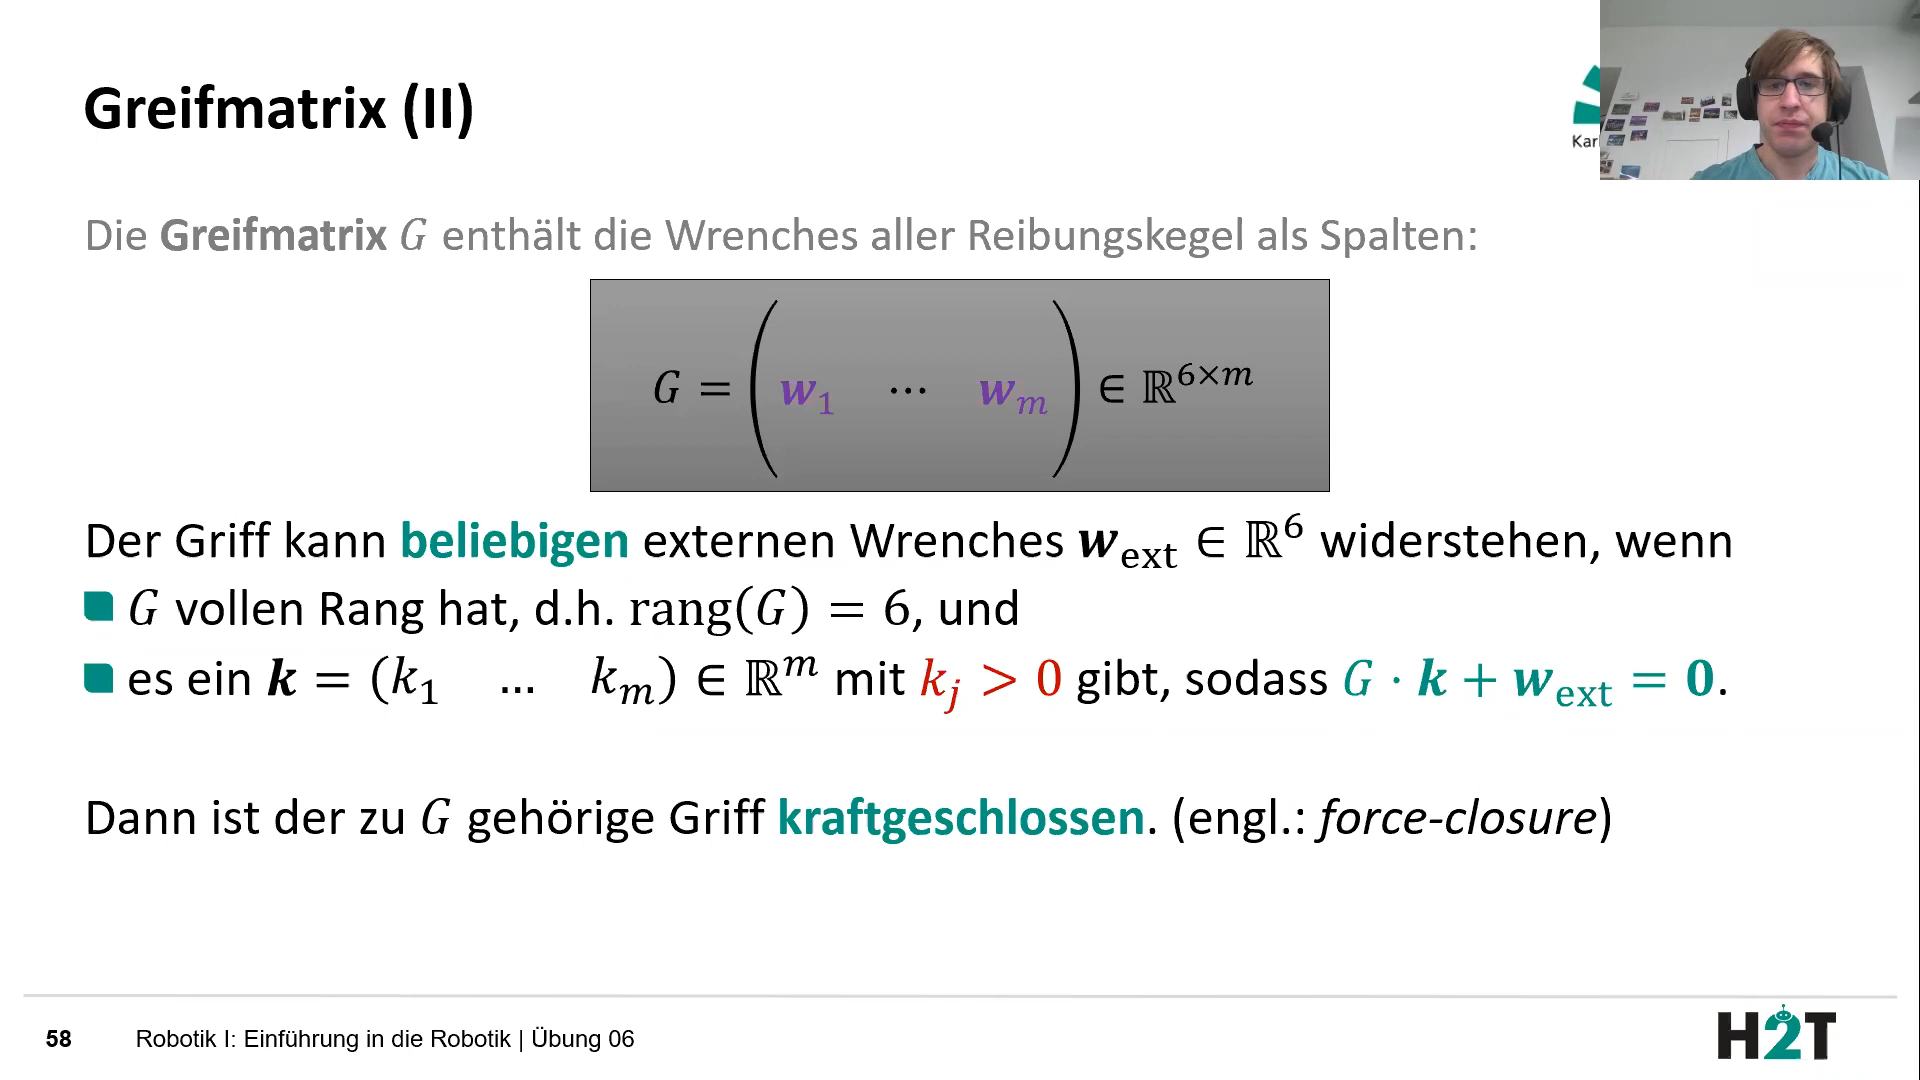 Greifmatrix (II)
Kar
Die Greifmatrix G enthält die Wrenches aller Reibungskegel als Spalten:
G = ( w₁ ⋯ wₘ ) ∈ ℝ⁶ˣᵐ
Der Griff kann beliebigen externen Wrenches w_ext ∈ ℝ⁶ widerstehen, wenn
G vollen Rang hat, d.h. rang(G) = 6, und
es ein k = (k₁ … kₘ) ∈ ℝᵐ mit kⱼ > 0 gibt, sodass G · k + w_ext = 0.
Dann ist der zu G gehörige Griff kraftgeschlossen. (engl.: force-closure)
58 Robotik I: Einführung in die Robotik | Übung 06
H2T